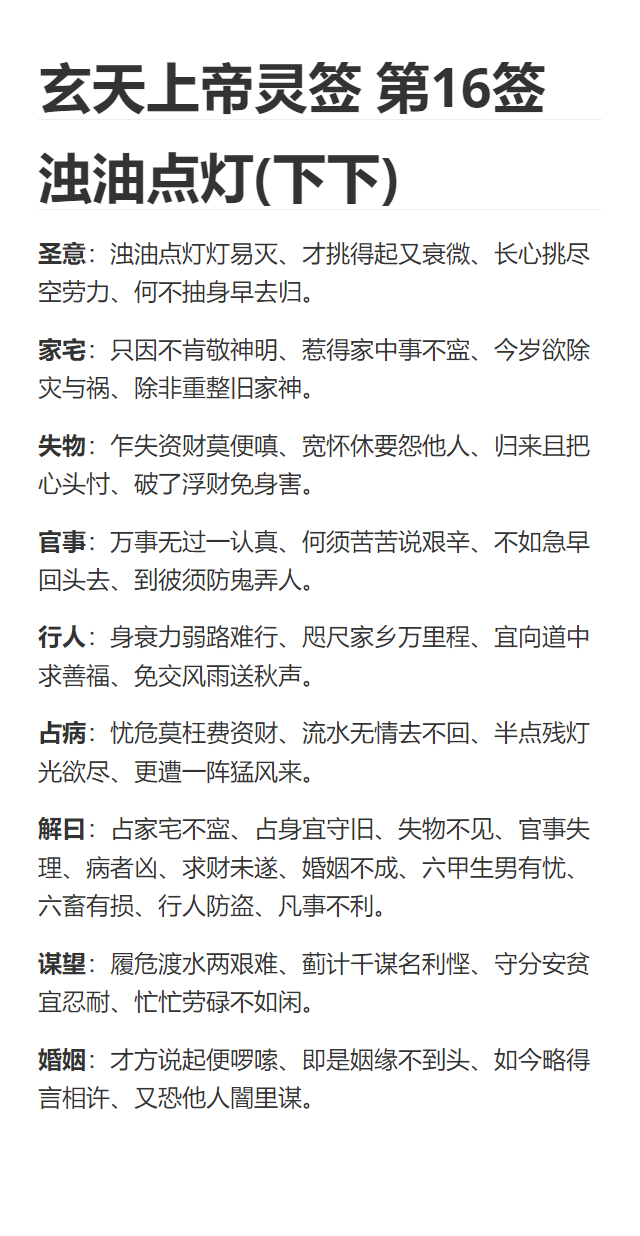 玄天上帝灵签 第16签
浊油点灯(下下)
圣意：浊油点灯灯易灭、才挑得起又衰微、长心挑尽
空劳力、何不抽身早去归。
家宅：只因不肯敬神明、惹得家中事不寍、今岁欲除
灾与祸、除非重整旧家神。
失物：乍失资财莫便嗔、宽怀休要怨他人、归来且把
心头忖、破了浮财免身害。
官事：万事无过一认真、何须苦苦说艰辛、不如急早
回头去、到彼须防鬼弄人。
行人：身衰力弱路难行、咫尺家乡万里程、宜向道中
求善福、免交风雨送秋声。
占病：忧危莫枉费资财、流水无情去不回、半点残灯
光欲尽、更遭一阵猛风来。
解曰：占家宅不寍、占身宜守旧、失物不见、官事失
理、病者凶、求财未遂、婚姻不成、六甲生男有忧、
六畜有损、行人防盗、凡事不利。
谋望：履危渡水两艰难、蓟计千谋名利悭、守分安贫
宜忍耐、忙忙劳碌不如闲。
婚姻：才方说起便啰嗦、即是姻缘不到头、如今略得
言相许、又恐他人闇里谋。